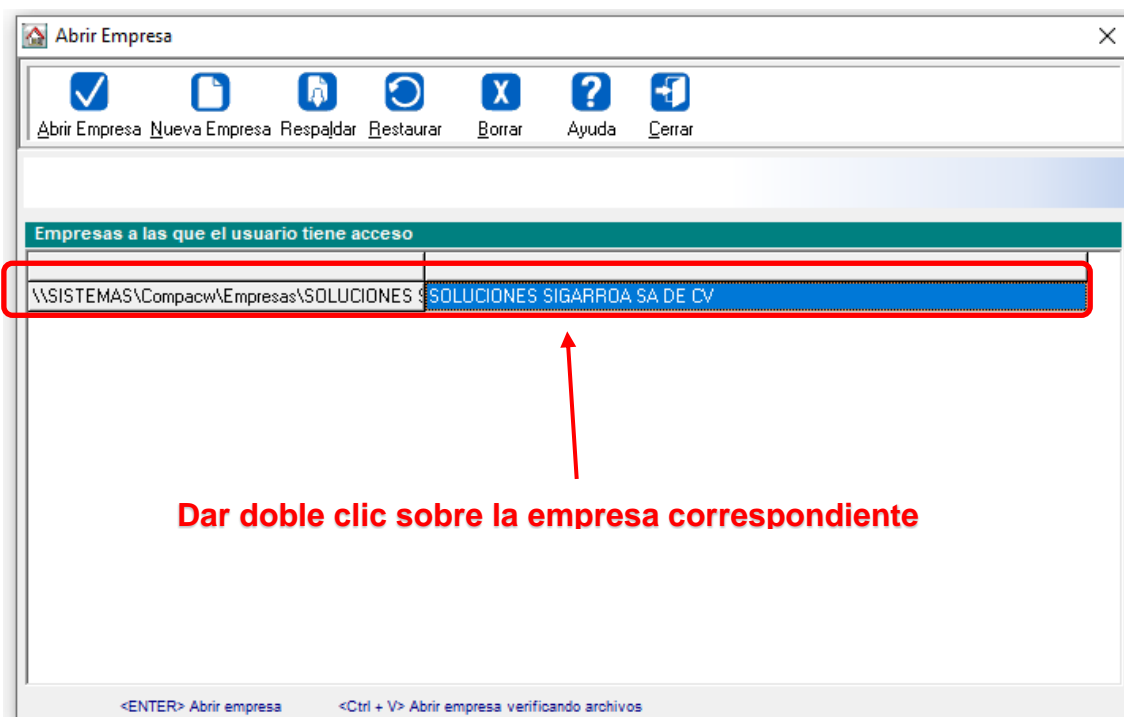 Abrir Empresa
Abrir Empresa Nueva Empresa Respaldar Restaurar Borrar Ayuda Cerrar
Empresas a las que el usuario tiene acceso
\\SISTEMAS\Compacw\Empresas\SOLUCIONES SOLUCIONES SIGARROA SA DE CV
Dar doble clic sobre la empresa correspondiente
<ENTER> Abrir empresa <Ctrl + V> Abrir empresa verificando archivos